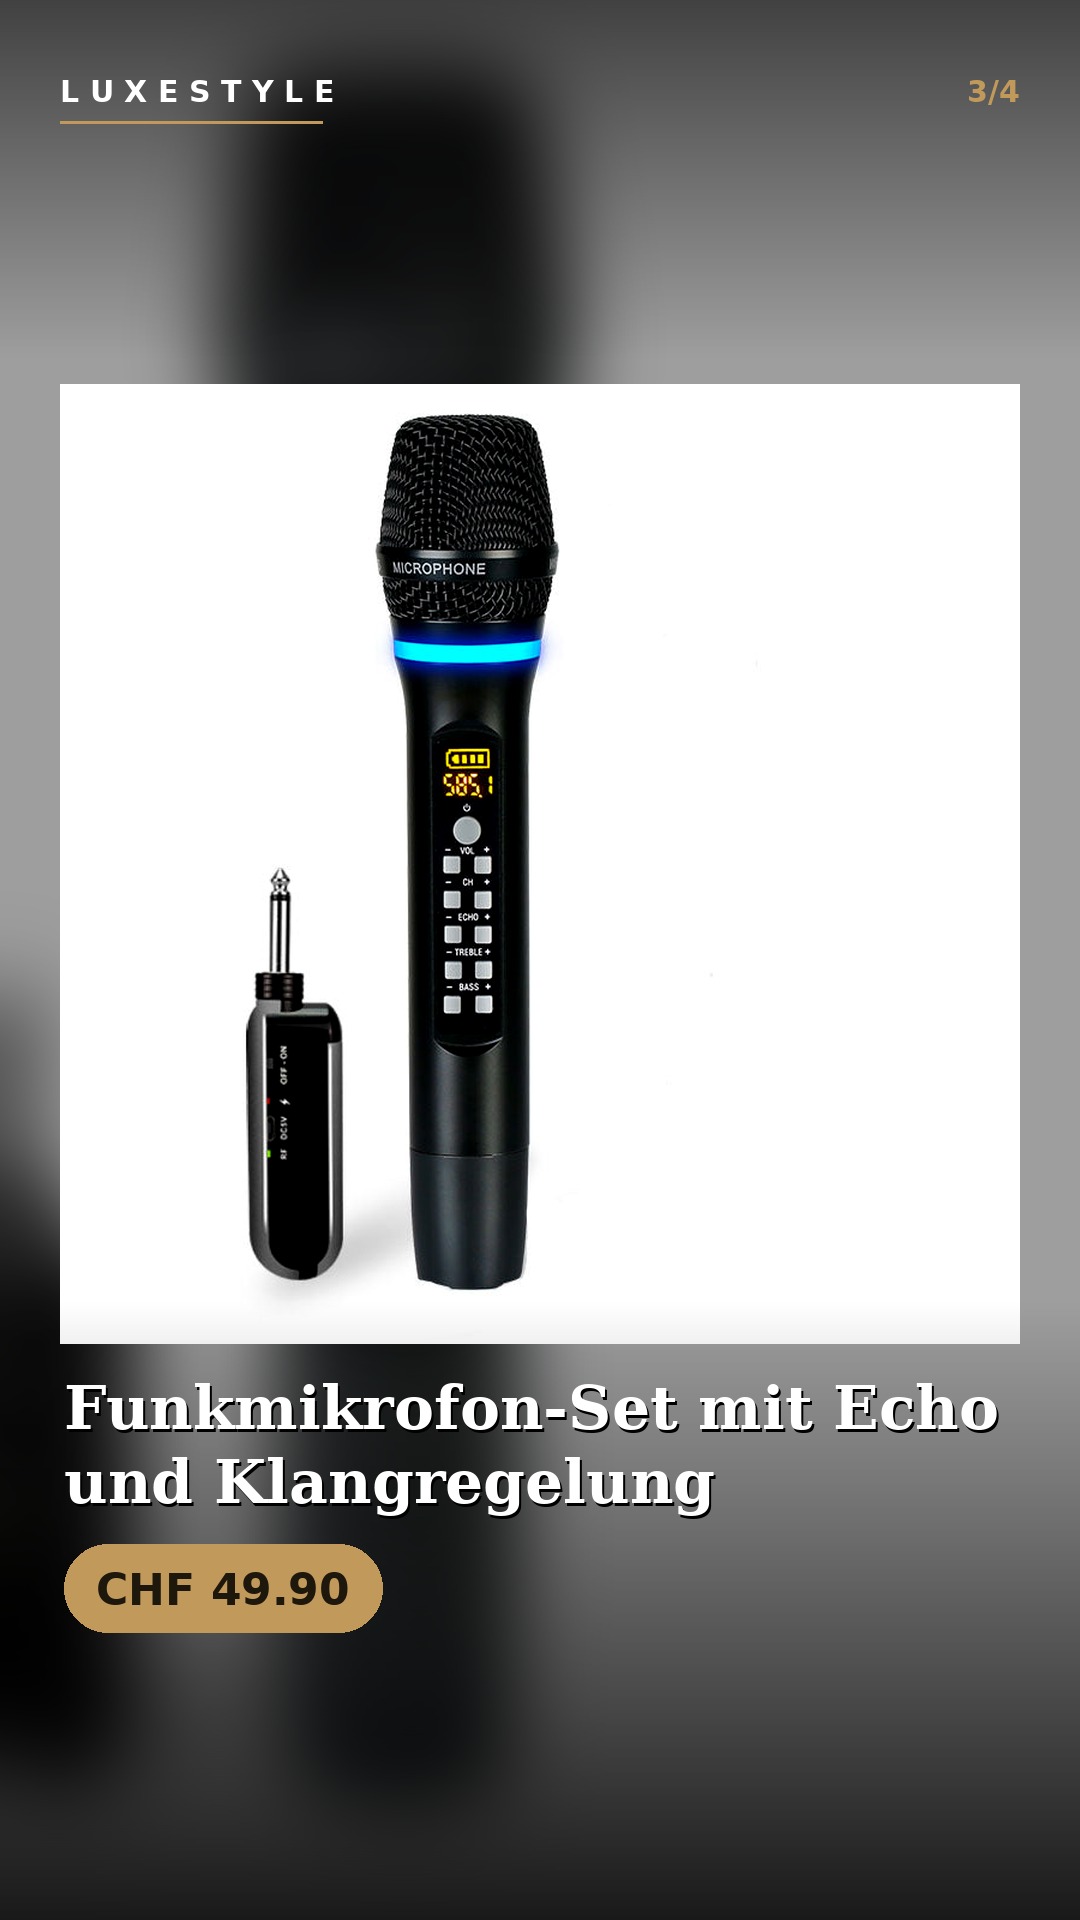 LUXESTYLE
3/4
MICROPHONE
585.1
- VOL +
- CH +
- ECHO +
- TREBLE +
- BASS +
OFF-ON
DC5V
RF
Funkmikrofon-Set mit Echo
und Klangregelung
CHF 49.90